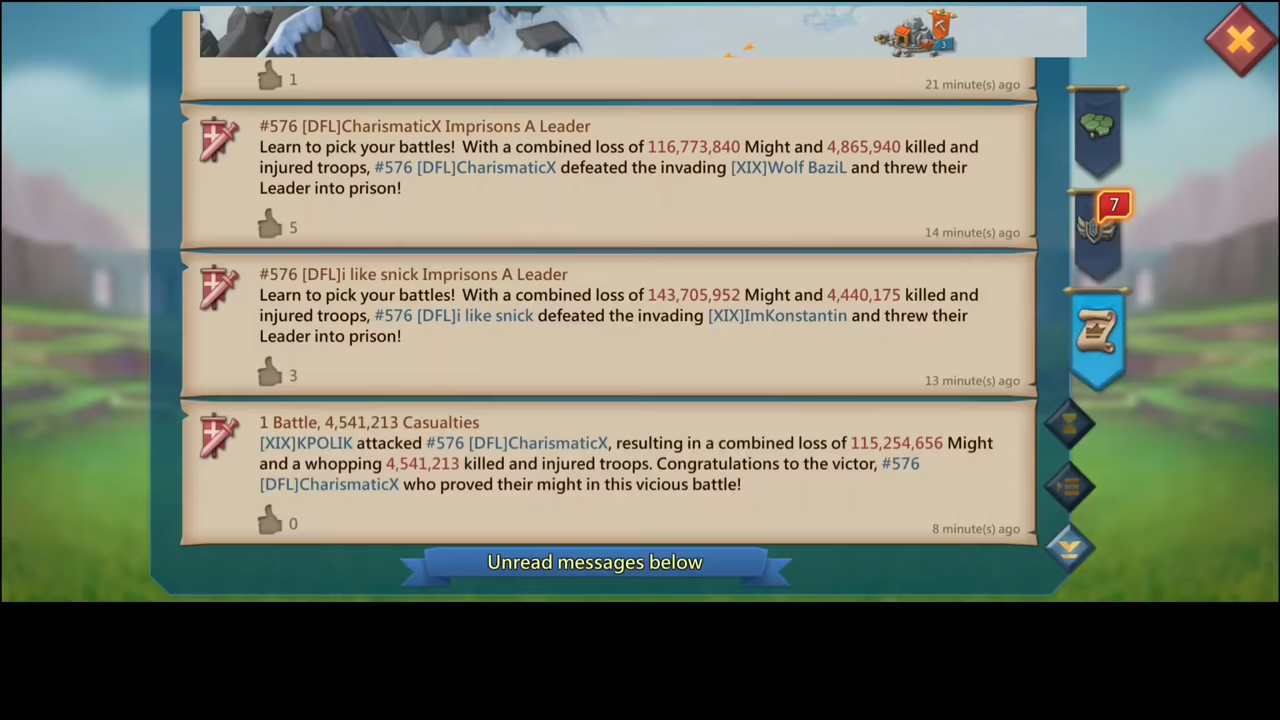 3
1
21 minute(s) ago
#576 [DFL]CharismaticX Imprisons A Leader
Learn to pick your battles! With a combined loss of 116,773,840 Might and 4,865,940 killed and
injured troops, #576 [DFL]CharismaticX defeated the invading [XIX]Wolf BaziL and threw their
Leader into prison!
5
14 minute(s) ago
7
#576 [DFL]i like snick Imprisons A Leader
Learn to pick your battles! With a combined loss of 143,705,952 Might and 4,440,175 killed and
injured troops, #576 [DFL]i like snick defeated the invading [XIX]ImKonstantin and threw their
Leader into prison!
3
13 minute(s) ago
1 Battle, 4,541,213 Casualties
[XIX]KPOLIK attacked #576 [DFL]CharismaticX, resulting in a combined loss of 115,254,656 Might
and a whopping 4,541,213 killed and injured troops. Congratulations to the victor, #576
[DFL]CharismaticX who proved their might in this vicious battle!
0
8 minute(s) ago
Unread messages below